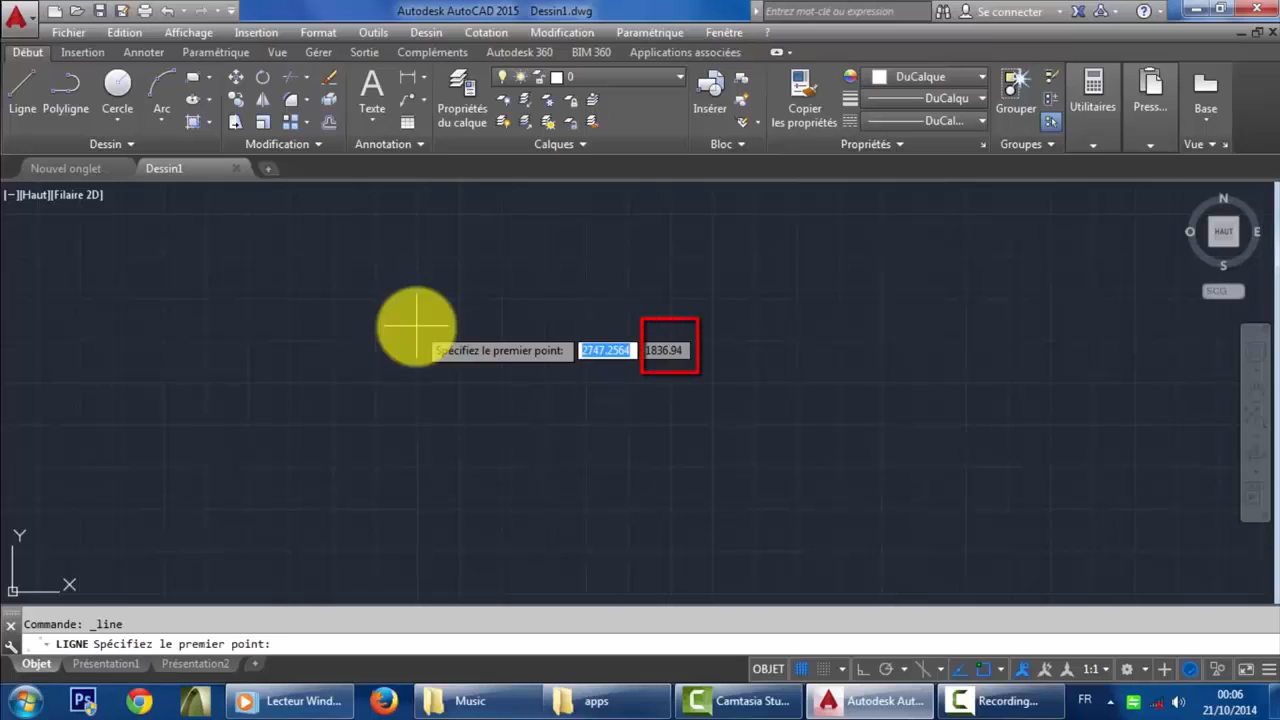 Autodesk AutoCAD 2015 Dessin1.dwg
Entrez mot-clé ou expression
Se connecter
Fichier Edition Affichage Insertion Format Outils Dessin Cotation Modification Paramétrique Fenêtre ?
Début Insertion Annoter Paramétrique Vue Gérer Sortie Compléments Autodesk 360 BIM 360 Applications associées
0
DuCalque
Ligne Polyligne Cercle Arc
A
Texte
Propriétés
du calque
Insérer
Copier
les propriétés
DuCalqu
DuCal...
Grouper
Utilitaires
Press...
Base
Dessin Modification Annotation Calques Bloc Propriétés Groupes Vue
Nouvel onglet Dessin1
[−][Haut][Filaire 2D]
N
O HAUT E
S
SCG
Spécifiez le premier point: 2747.2564 1836.94
Y
X
Commande: _line
LIGNE Spécifiez le premier point:
Objet Présentation1 Présentation2 +
OBJET 1:1
Ps Lecteur Wind... Music apps Camtasia Stu... Autodesk Aut... Recording...
FR
00:06
21/10/2014